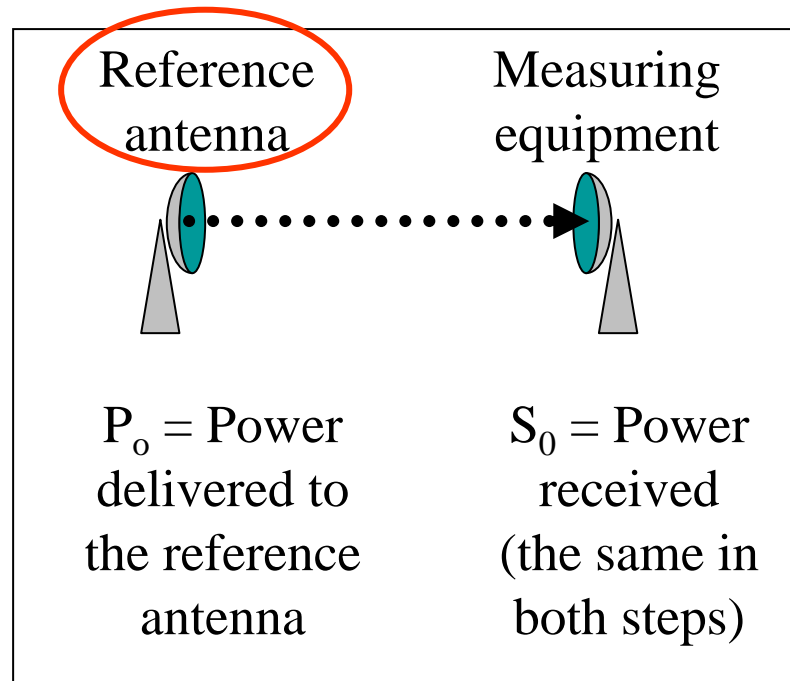 Reference
antenna
Measuring
equipment
Pₒ = Power
delivered to
the reference
antenna
S₀ = Power
received
(the same in
both steps)